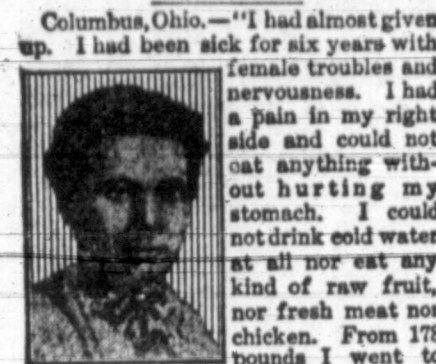 Columbus, Ohio.—"I had almost given
up. I had been sick for six years with
female troubles and
nervousness. I had
a pain in my right
side and could not
eat anything with-
out hurting my
stomach. I could
not drink cold water
at all nor eat any
kind of raw fruit,
nor fresh meat nor
chicken. From 178
pounds I went